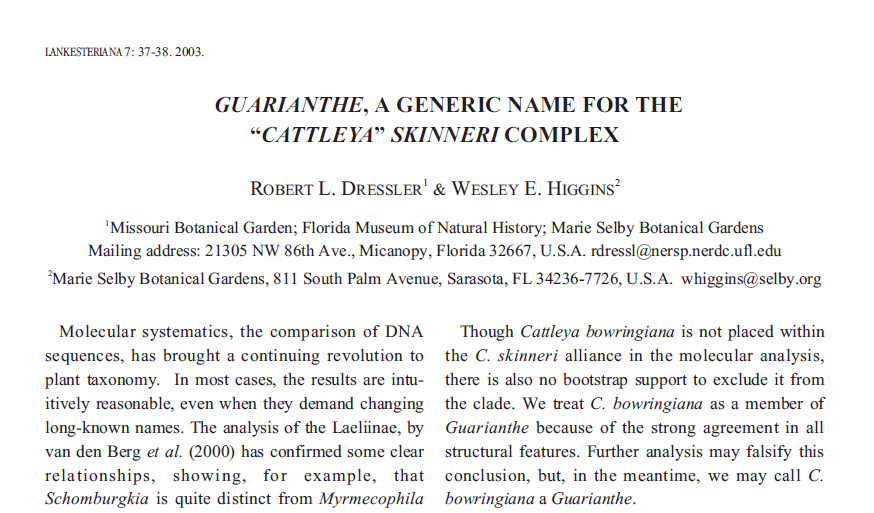 LANKESTERIANA 7: 37-38. 2003.
GUARIANTHE, A GENERIC NAME FOR THE
“CATTLEYA” SKINNERI COMPLEX
ROBERT L. DRESSLER1 & WESLEY E. HIGGINS2
1Missouri Botanical Garden; Florida Museum of Natural History; Marie Selby Botanical Gardens
Mailing address: 21305 NW 86th Ave., Micanopy, Florida 32667, U.S.A. rdressl@nersp.nerdc.ufl.edu
2Marie Selby Botanical Gardens, 811 South Palm Avenue, Sarasota, FL 34236-7726, U.S.A. whiggins@selby.org
Molecular systematics, the comparison of DNA
sequences, has brought a continuing revolution to
plant taxonomy. In most cases, the results are intu-
itively reasonable, even when they demand changing
long-known names. The analysis of the Laeliinae, by
van den Berg et al. (2000) has confirmed some clear
relationships, showing, for example, that
Schomburgkia is quite distinct from Myrmecophila
Though Cattleya bowringiana is not placed within
the C. skinneri alliance in the molecular analysis,
there is also no bootstrap support to exclude it from
the clade. We treat C. bowringiana as a member of
Guarianthe because of the strong agreement in all
structural features. Further analysis may falsify this
conclusion, but, in the meantime, we may call C.
bowringiana a Guarianthe.